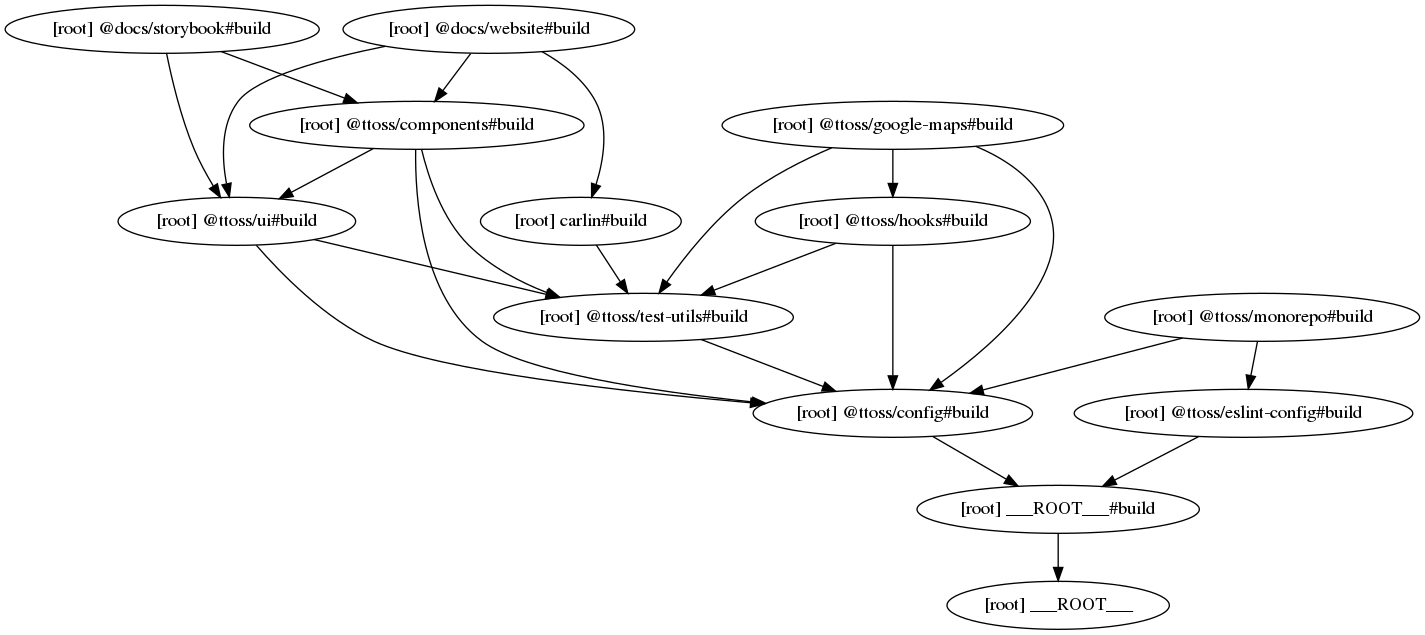 [root] @docs/storybook#build
[root] @docs/website#build
[root] @ttoss/components#build
[root] @ttoss/google-maps#build
[root] @ttoss/ui#build
[root] carlin#build
[root] @ttoss/hooks#build
[root] @ttoss/test-utils#build
[root] @ttoss/monorepo#build
[root] @ttoss/config#build
[root] @ttoss/eslint-config#build
[root] ___ROOT___#build
[root] ___ROOT___